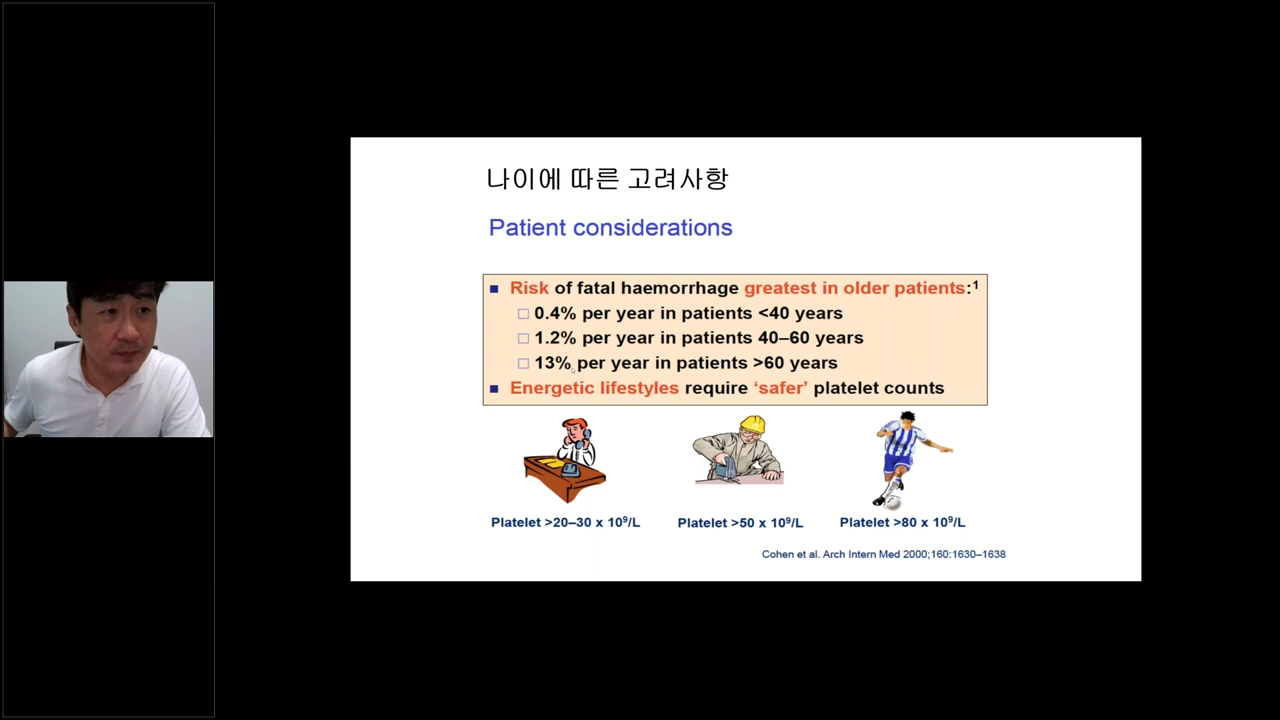 나이에 따른 고려사항
Patient considerations
Risk of fatal haemorrhage greatest in older patients:¹
0.4% per year in patients <40 years
1.2% per year in patients 40–60 years
13% per year in patients >60 years
Energetic lifestyles require ‘safer’ platelet counts
Platelet >20–30 x 10⁹/L
Platelet >50 x 10⁹/L
Platelet >80 x 10⁹/L
Cohen et al. Arch Intern Med 2000;160:1630–1638